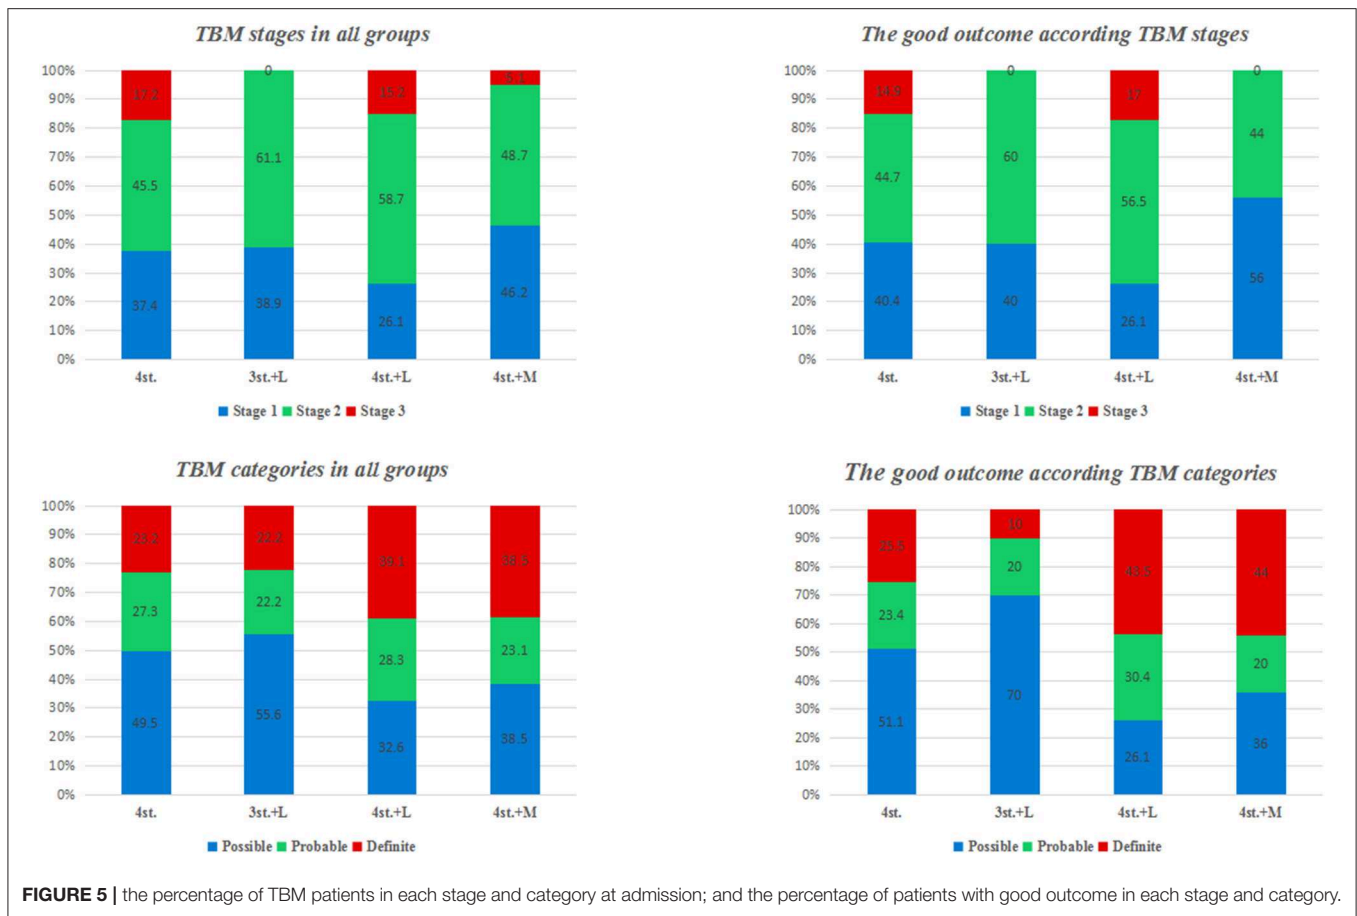 TBM stages in all groups
100%
90%
80%
70%
60%
50%
40%
30%
20%
10%
0%
17.2 0 15.2 5.1
45.5 61.1 58.7 48.7
37.4 38.9 26.1 46.2
4st. 3st.+L 4st.+L 4st.+M
Stage 1 Stage 2 Stage 3
The good outcome according TBM stages
100%
90%
80%
70%
60%
50%
40%
30%
20%
10%
0%
14.9 0 17 0
44.7 60 56.5 44
40.4 40 26.1 56
4st. 3st.+L 4st.+L 4st.+M
Stage 1 Stage 2 Stage 3
TBM categories in all groups
100%
90%
80%
70%
60%
50%
40%
30%
20%
10%
0%
23.2 22.2 39.1 38.5
27.3 22.2 28.3 23.1
49.5 55.6 32.6 38.5
4st. 3st.+L 4st.+L 4st.+M
Possible Probable Definite
The good outcome according TBM categories
100%
90%
80%
70%
60%
50%
40%
30%
20%
10%
0%
25.5 10 43.5 44
23.4 20 30.4 20
51.1 70 26.1 36
4st. 3st.+L 4st.+L 4st.+M
Possible Probable Definite
FIGURE 5 | the percentage of TBM patients in each stage and category at admission; and the percentage of patients with good outcome in each stage and category.